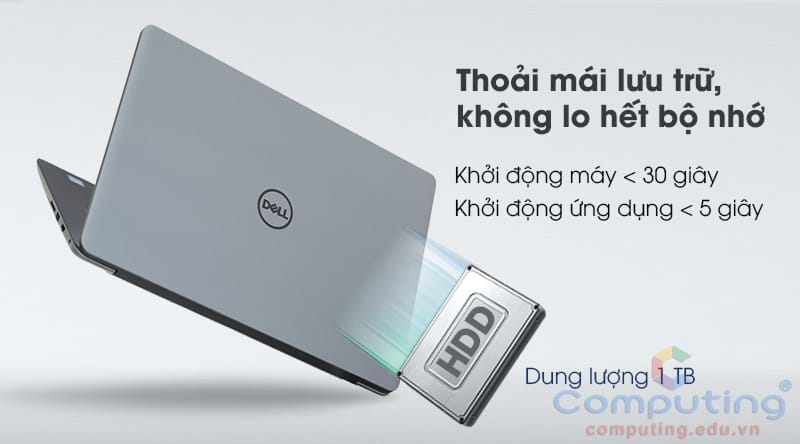 Thoải mái lưu trữ,
không lo hết bộ nhớ
Khởi động máy < 30 giây
Khởi động ứng dụng < 5 giây
DELL
HDD
Dung lượng 1 TB
Computing®
computing.edu.vn